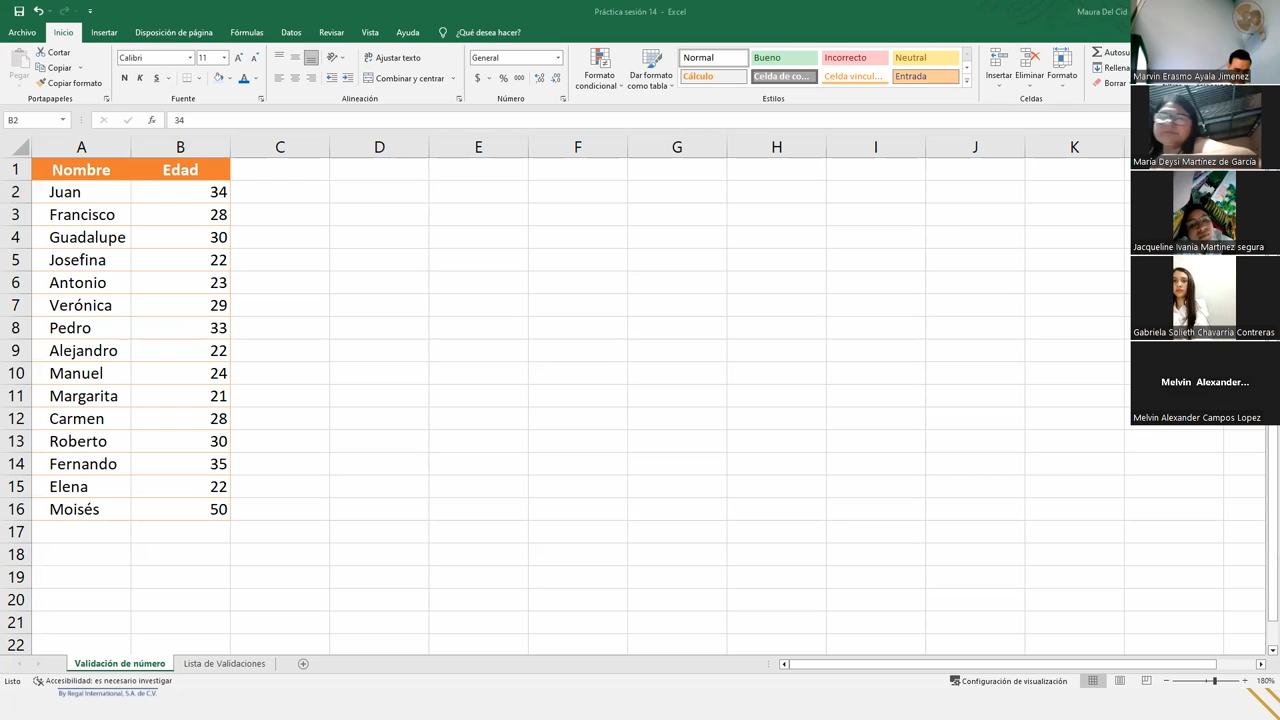 Práctica sesión 14 - Excel
Maura Del Cid
Archivo Inicio Insertar Disposición de página Fórmulas Datos Revisar Vista Ayuda ¿Qué desea hacer?
Pegar
Cortar
Copiar
Copiar formato
Portapapeles
Calibri 11
N K S
Fuente
Ajustar texto
Combinar y centrar
Alineación
General
$ % 000
Número
Formato condicional
Dar formato como tabla
Normal Bueno Incorrecto Neutral
Cálculo Celda de co... Celda vincul... Entrada
Estilos
Insertar Eliminar Formato
Celdas
Autosu
Rellena
Borrar
B2 fx 34
A B C D E F G H I J K
1 Nombre Edad
2 Juan 34
3 Francisco 28
4 Guadalupe 30
5 Josefina 22
6 Antonio 23
7 Verónica 29
8 Pedro 33
9 Alejandro 22
10 Manuel 24
11 Margarita 21
12 Carmen 28
13 Roberto 30
14 Fernando 35
15 Elena 22
16 Moisés 50
17
18
19
20
21
22
Validación de número Lista de Validaciones
Listo Accesibilidad: es necesario investigar Configuración de visualización 180%
By Regal International, S.A. de C.V.
Marvin Erasmo Ayala Jimenez
María Deysi Martínez de García
Jacqueline Ivania Martinez segura
Gabriela Solieth Chavarria Contreras
Melvin Alexander...
Melvin Alexander Campos Lopez